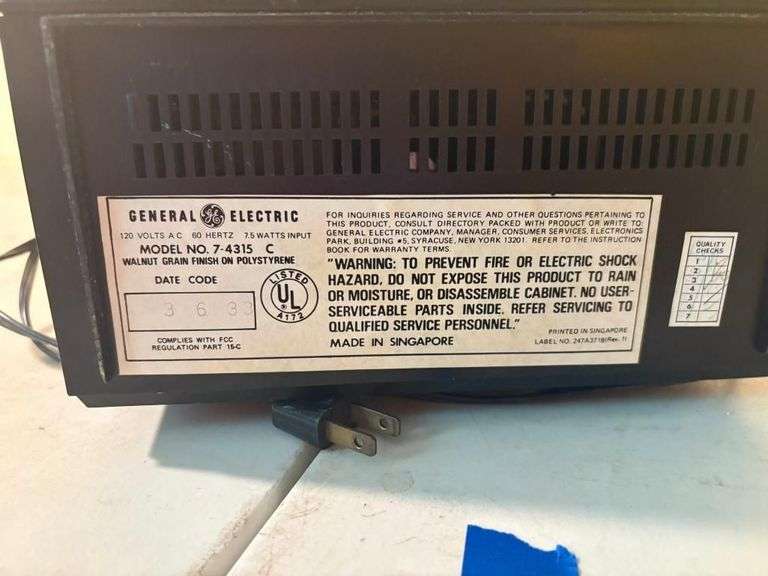 GENERAL GE ELECTRIC
120 VOLTS AC 60 HERTZ 7.5 WATTS INPUT
MODEL NO. 7-4315 C
WALNUT GRAIN FINISH ON POLYSTYRENE
DATE CODE
3 6 33
COMPLIES WITH FCC
REGULATION PART 15-C
LISTED
UL
A172
FOR INQUIRIES REGARDING SERVICE AND OTHER QUESTIONS PERTAINING TO
THIS PRODUCT, CONSULT DIRECTORY PACKED WITH PRODUCT OR WRITE TO:
GENERAL ELECTRIC COMPANY, MANAGER, CONSUMER SERVICES, ELECTRONICS
PARK, BUILDING #5, SYRACUSE, NEW YORK 13201. REFER TO THE INSTRUCTION
BOOK FOR WARRANTY TERMS.
"WARNING: TO PREVENT FIRE OR ELECTRIC SHOCK
HAZARD, DO NOT EXPOSE THIS PRODUCT TO RAIN
OR MOISTURE, OR DISASSEMBLE CABINET. NO USER-
SERVICEABLE PARTS INSIDE. REFER SERVICING TO
QUALIFIED SERVICE PERSONNEL."
MADE IN SINGAPORE
PRINTED IN SINGAPORE
LABEL NO. 247A3718(Rev. 1)
QUALITY
CHECKS
1
2
3
4
5
6
7